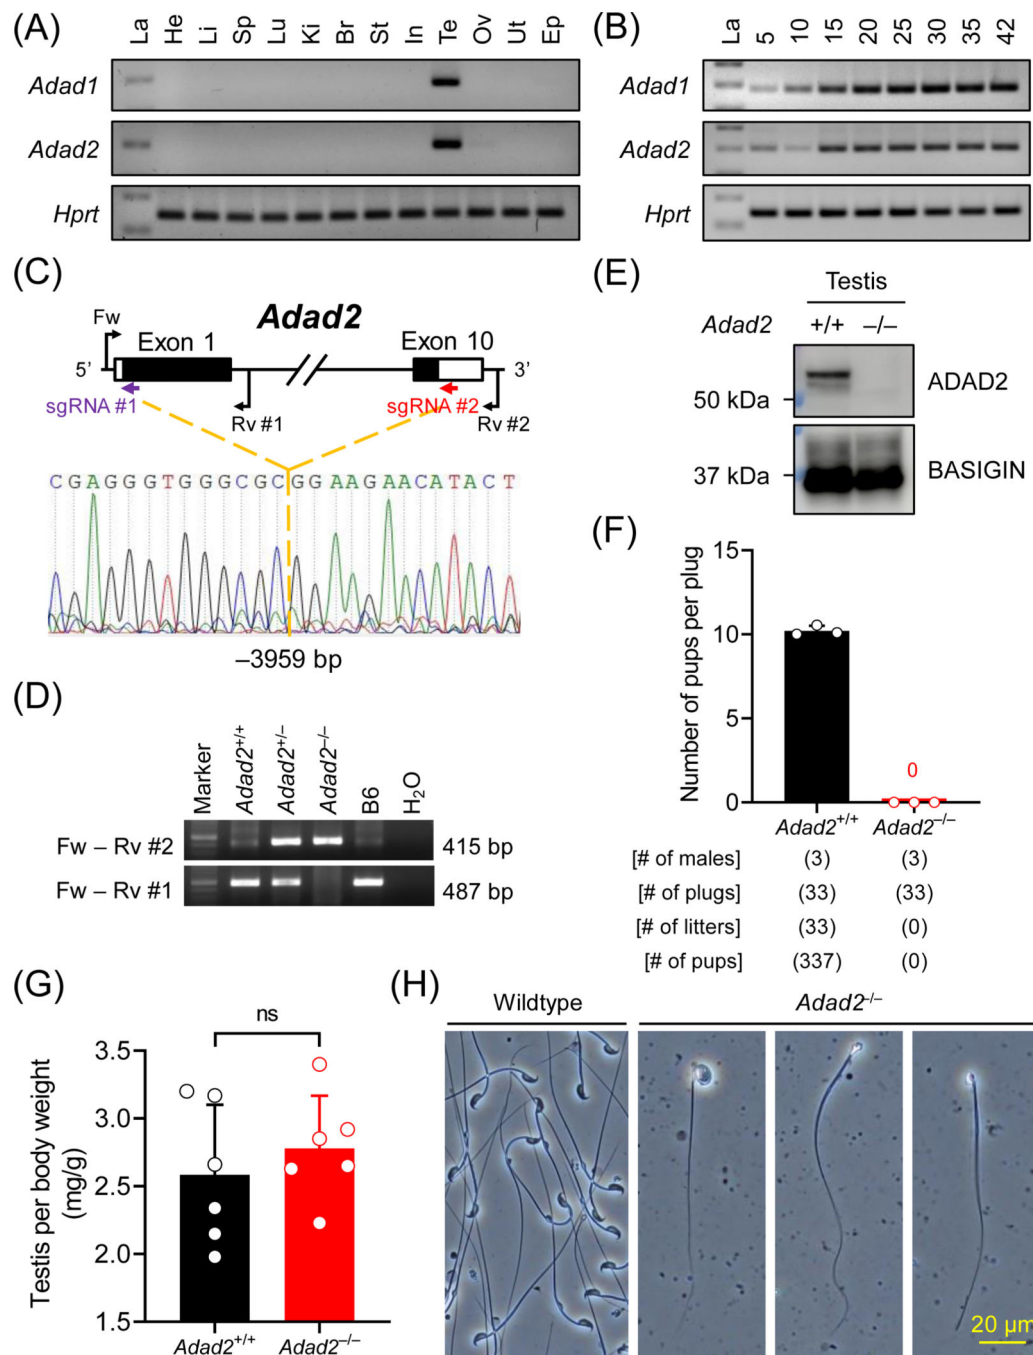 (A)
La He Li Sp Lu Ki Br St In Te Ov Ut Ep
Adad1
Adad2
Hprt
(B)
La 5 10 15 20 25 30 35 42
Adad1
Adad2
Hprt
(C)
Adad2
Fw
Exon 1
Exon 10
5’
3’
sgRNA #1
Rv #1
sgRNA #2
Rv #2
CGAGGGTGGGCGCGGAAGAACATACT
–3959 bp
(D)
Marker Adad2+/+ Adad2+/– Adad2–/– B6 H2O
Fw – Rv #2
415 bp
Fw – Rv #1
487 bp
(E)
Testis
Adad2 +/+ –/–
50 kDa
ADAD2
37 kDa
BASIGIN
(F)
Number of pups per plug
15
10
5
0
0
Adad2+/+ Adad2–/–
[# of males] (3) (3)
[# of plugs] (33) (33)
[# of litters] (33) (0)
[# of pups] (337) (0)
(G)
ns
Testis per body weight
(mg/g)
3.5
3.0
2.5
2.0
1.5
Adad2+/+ Adad2–/–
(H)
Wildtype
Adad2–/–
20 µm